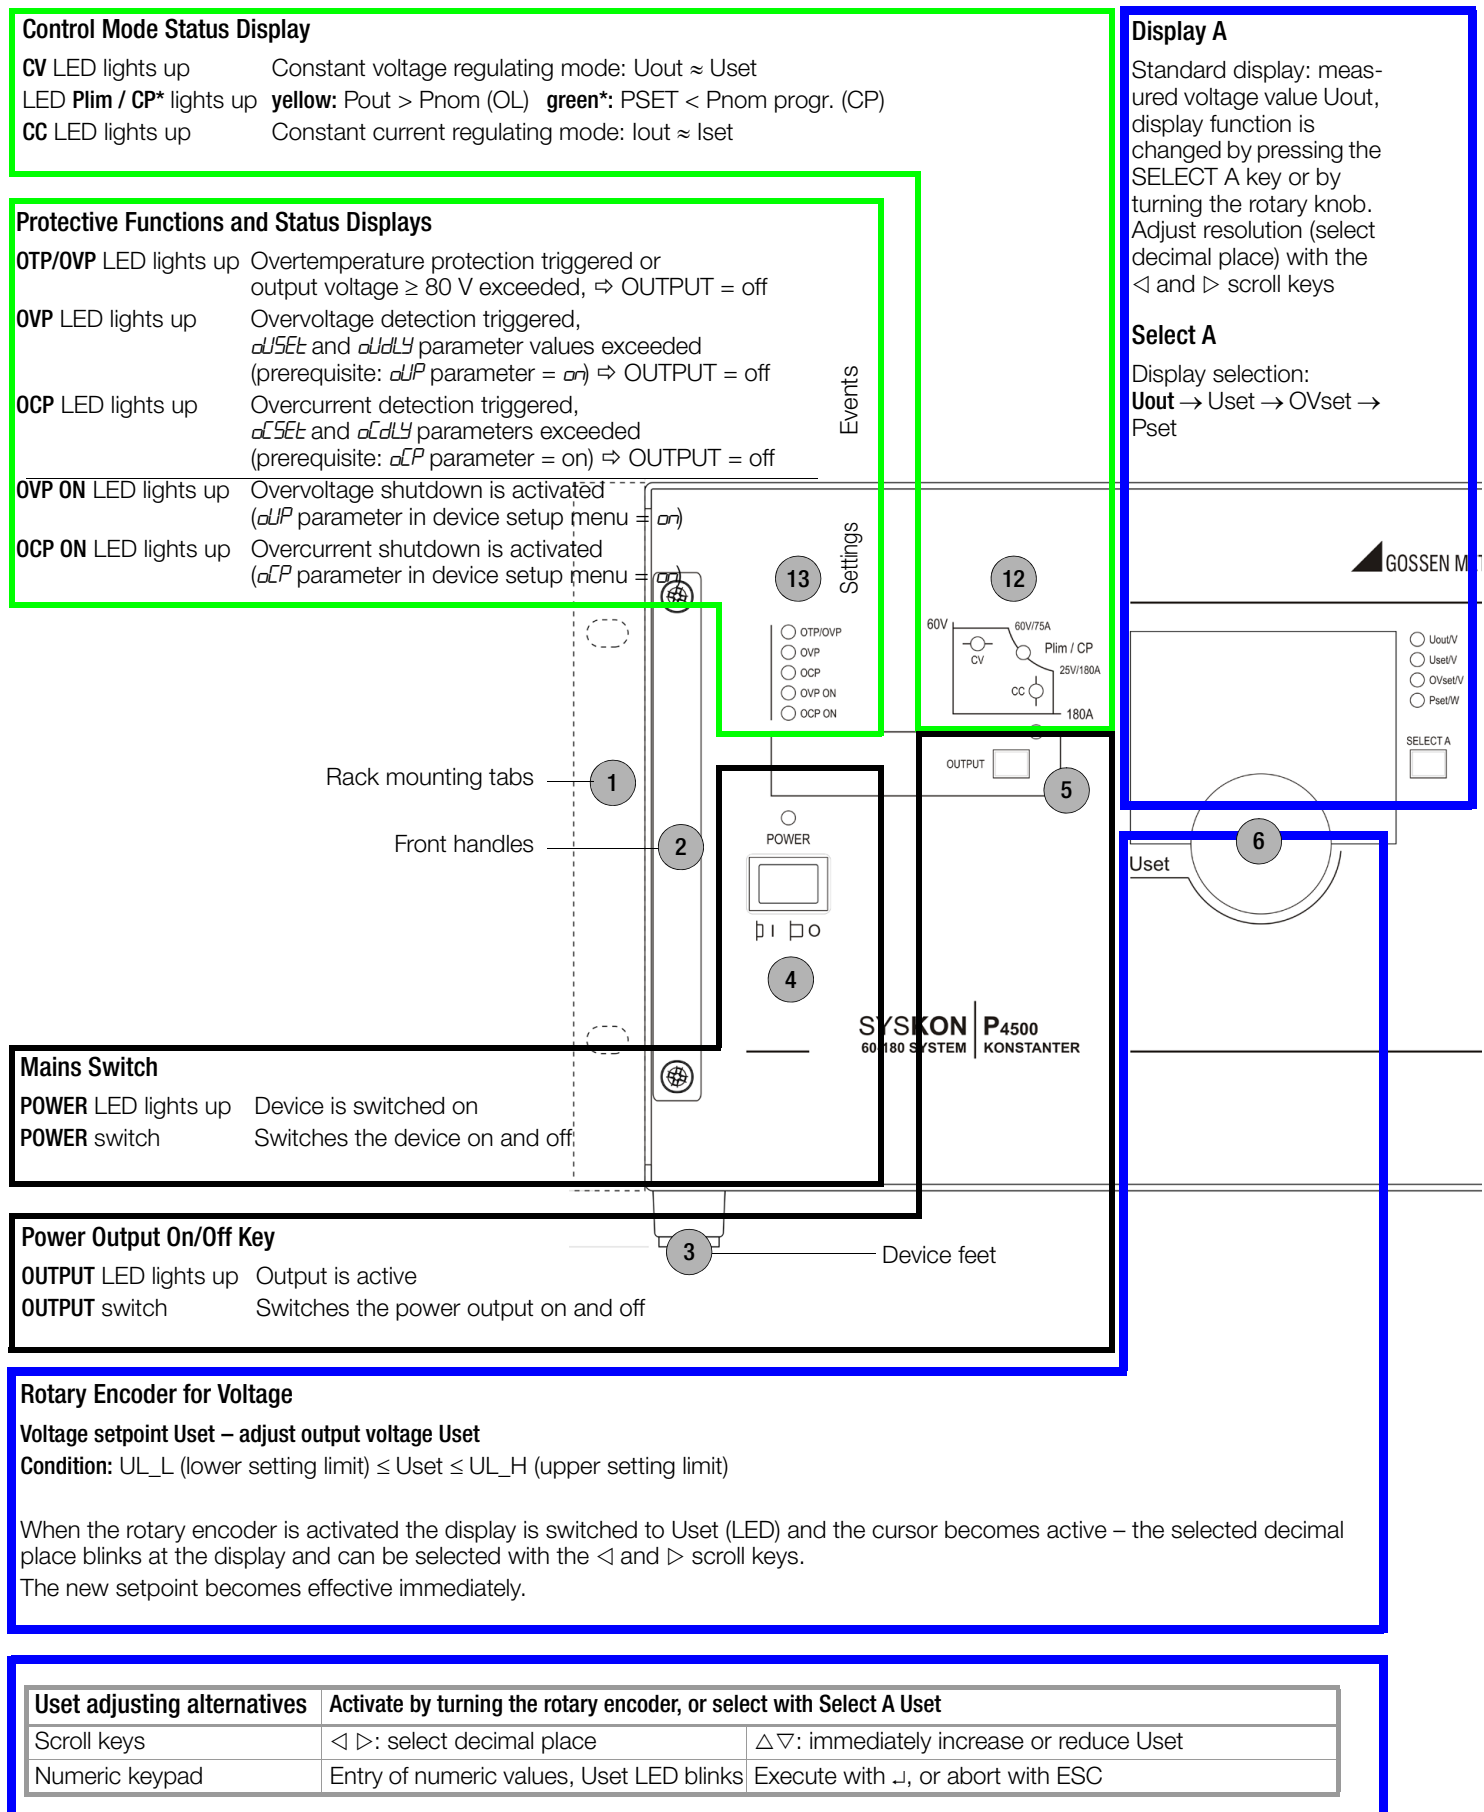 Control Mode Status Display
CV LED lights up Constant voltage regulating mode: Uout ≈ Uset
LED Plim / CP* lights up yellow: Pout > Pnom (OL) green*: PSET < Pnom progr. (CP)
CC LED lights up Constant current regulating mode: Iout ≈ Iset
Protective Functions and Status Displays
OTP/OVP LED lights up Overtemperature protection triggered or
output voltage ≥ 80 V exceeded, ⇨ OUTPUT = off
OVP LED lights up Overvoltage detection triggered,
oUSEt and oUdLY parameter values exceeded
(prerequisite: oUP parameter = on) ⇨ OUTPUT = off
OCP LED lights up Overcurrent detection triggered,
oCSEt and oCdLY parameters exceeded
(prerequisite: oCP parameter = on) ⇨ OUTPUT = off
Events
OVP ON LED lights up Overvoltage shutdown is activated
(oUP parameter in device setup menu = on)
OCP ON LED lights up Overcurrent shutdown is activated
(oCP parameter in device setup menu = on)
Settings
Display A
Standard display: meas-
ured voltage value Uout,
display function is
changed by pressing the
SELECT A key or by
turning the rotary knob.
Adjust resolution (select
decimal place) with the
◁ and ▷ scroll keys
Select A
Display selection:
Uout → Uset → OVset →
Pset
GOSSEN M
13
12
OTP/OVP
OVP
OCP
OVP ON
OCP ON
60V
60V/75A
CV
Plim / CP
25V/180A
CC
180A
Uout/V
Uset/V
OVset/V
Pset/W
SELECT A
OUTPUT
5
Rack mounting tabs
1
Front handles
2
POWER
I O
4
6
Uset
SYSKON P4500
60-180 SYSTEM KONSTANTER
Mains Switch
POWER LED lights up Device is switched on
POWER switch Switches the device on and off
3
Device feet
Power Output On/Off Key
OUTPUT LED lights up Output is active
OUTPUT switch Switches the power output on and off
Rotary Encoder for Voltage
Voltage setpoint Uset – adjust output voltage Uset
Condition: UL_L (lower setting limit) ≤ Uset ≤ UL_H (upper setting limit)
When the rotary encoder is activated the display is switched to Uset (LED) and the cursor becomes active – the selected decimal
place blinks at the display and can be selected with the ◁ and ▷ scroll keys.
The new setpoint becomes effective immediately.
Uset adjusting alternatives Activate by turning the rotary encoder, or select with Select A Uset
Scroll keys ◁ ▷: select decimal place △▽: immediately increase or reduce Uset
Numeric keypad Entry of numeric values, Uset LED blinks Execute with ↵, or abort with ESC